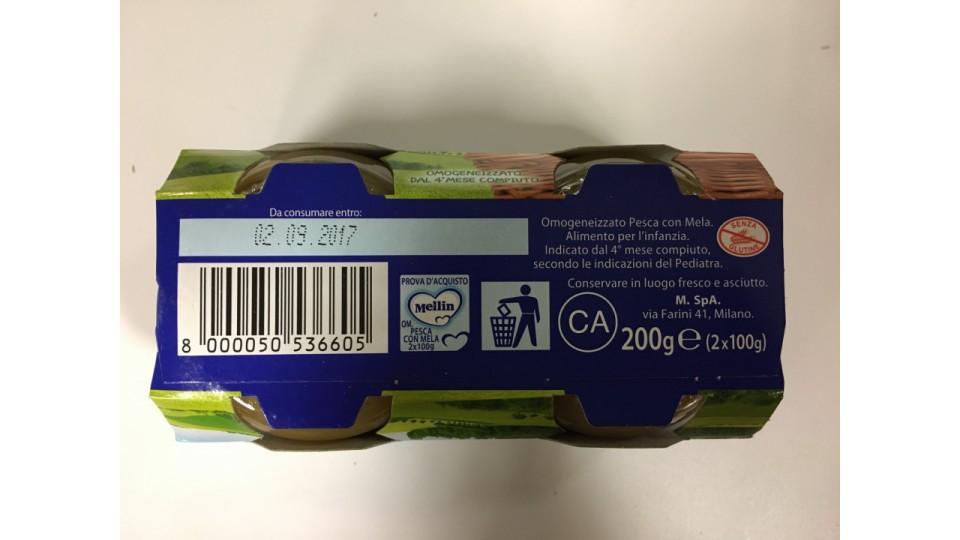 OMOGENEIZZATO
DAL 4° MESE COMPIUTO
Da consumare entro:
02.09.2017
8 000050 536605
PROVA D'ACQUISTO
Mellin
OM.
PESCA
CON MELA
2x100g
Omogeneizzato Pesca con Mela.
Alimento per l'infanzia.
Indicato dal 4° mese compiuto,
secondo le indicazioni del Pediatra.
SENZA
GLUTINE
Conservare in luogo fresco e asciutto.
M. SpA.
via Farini 41, Milano.
CA
200g e (2x100g)